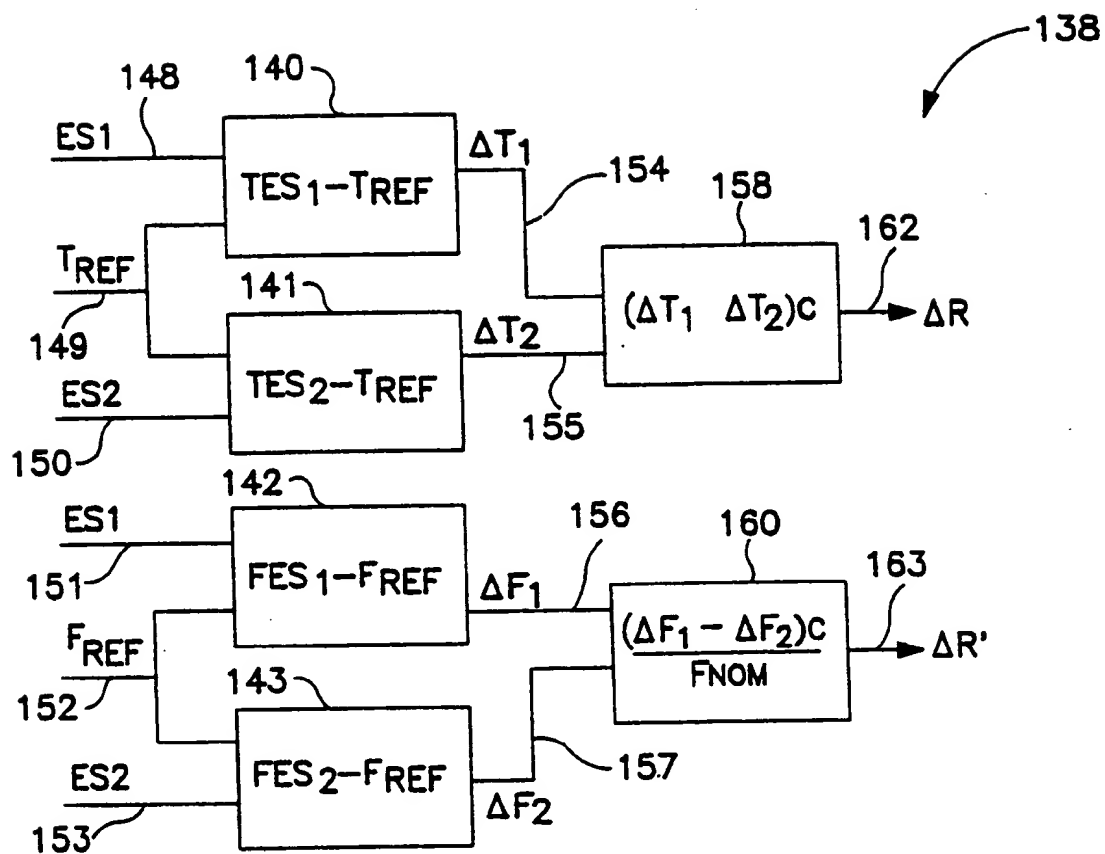 138
148
140
ES1
TES1-TREF
ΔT1
154
158
162
TREF
149
141
(ΔT1 ΔT2)C
ΔR
ES2
150
TES2-TREF
ΔT2
155
142
ES1
151
FES1-FREF
ΔF1
156
160
163
FREF
152
143
(ΔF1 - ΔF2)C
FNOM
ΔR'
ES2
153
FES2-FREF
ΔF2
157